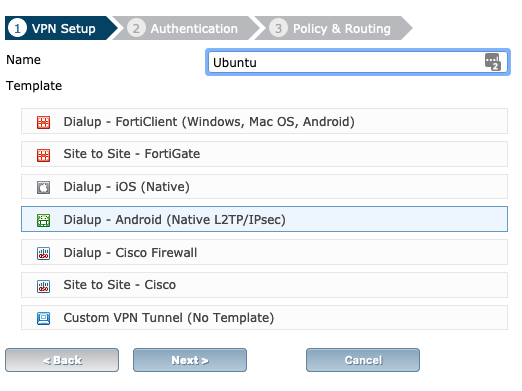 1 VPN Setup 2 Authentication 3 Policy & Routing
Name Ubuntu 2
Template
Dialup - FortiClient (Windows, Mac OS, Android)
Site to Site - FortiGate
Dialup - iOS (Native)
Dialup - Android (Native L2TP/IPsec)
Dialup - Cisco Firewall
Site to Site - Cisco
Custom VPN Tunnel (No Template)
< Back Next > Cancel